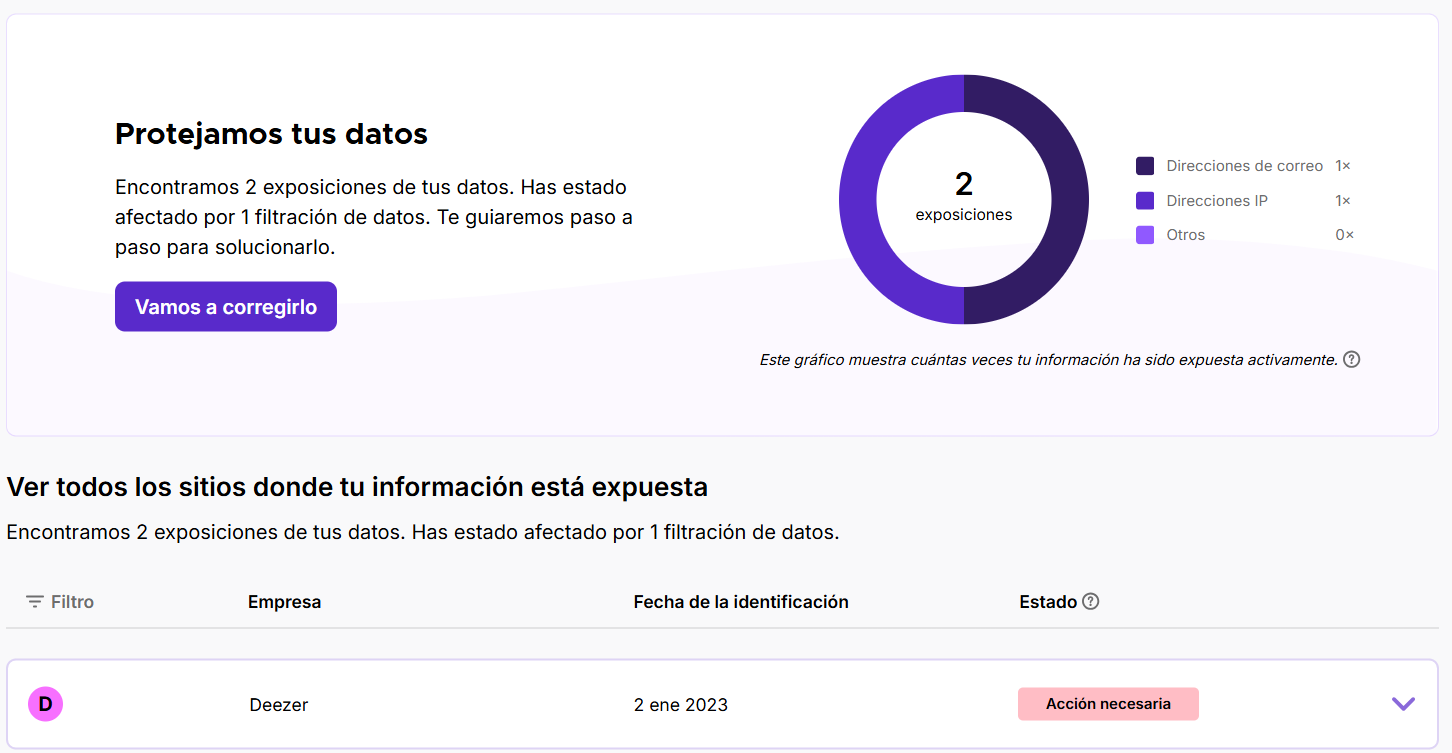 Protejamos tus datos
Encontramos 2 exposiciones de tus datos. Has estado
afectado por 1 filtración de datos. Te guiaremos paso a
paso para solucionarlo.
Vamos a corregirlo
2
exposiciones
Direcciones de correo 1×
Direcciones IP 1×
Otros 0×
Este gráfico muestra cuántas veces tu información ha sido expuesta activamente. ?
Ver todos los sitios donde tu información está expuesta
Encontramos 2 exposiciones de tus datos. Has estado afectado por 1 filtración de datos.
Filtro Empresa Fecha de la identificación Estado ?
D Deezer 2 ene 2023 Acción necesaria